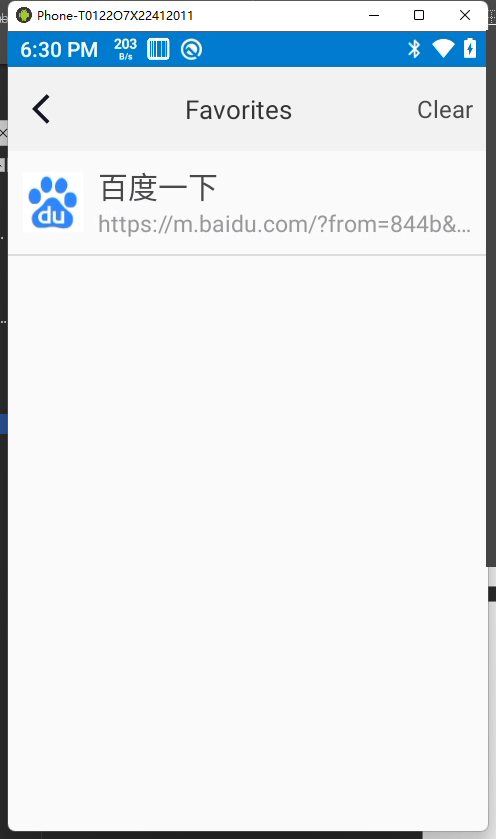 Phone-T0122O7X22412011
6:30 PM 203 B/s
Favorites
Clear
du
百度一下
https://m.baidu.com/?from=844b&...